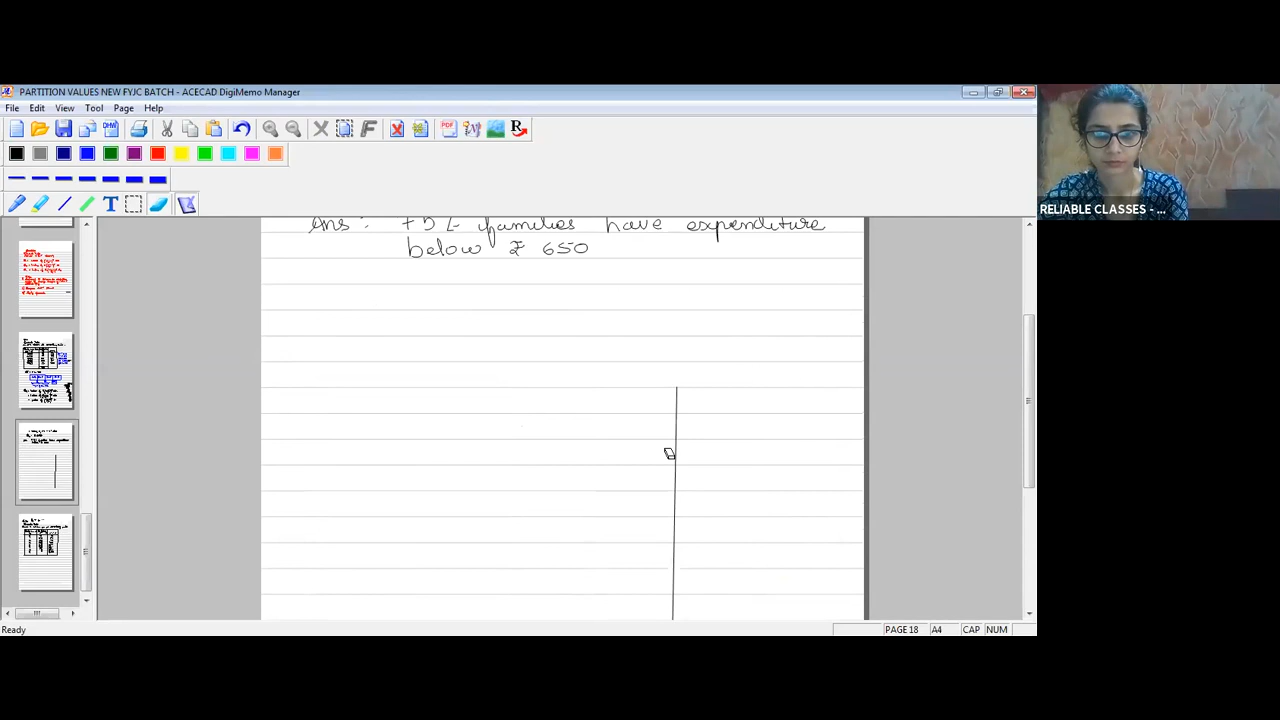 PARTITION VALUES NEW FYJC BATCH - ACECAD DigiMemo Manager
File Edit View Tool Page Help
Ans : families have expenditure
below ₹ 650
RELIABLE CLASSES - ...
Ready
PAGE 18 A4 CAP NUM